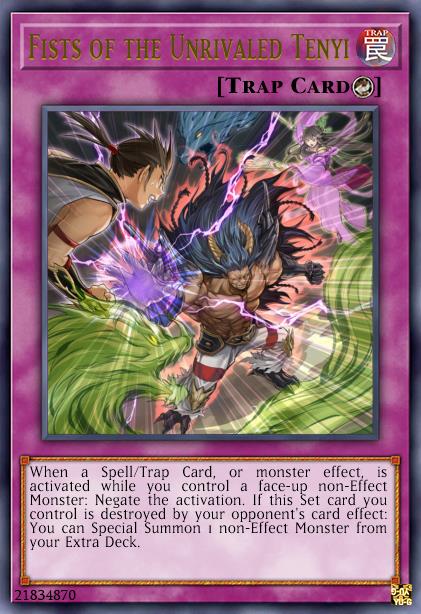 Fists of the Unrivaled Tenyi
TRAP
罠
[Trap Card]
When a Spell/Trap Card, or monster effect, is
activated while you control a face-up non-Effect
Monster: Negate the activation. If this Set card you
control is destroyed by your opponent's card effect:
You can Special Summon 1 non-Effect Monster from
your Extra Deck.
21834870